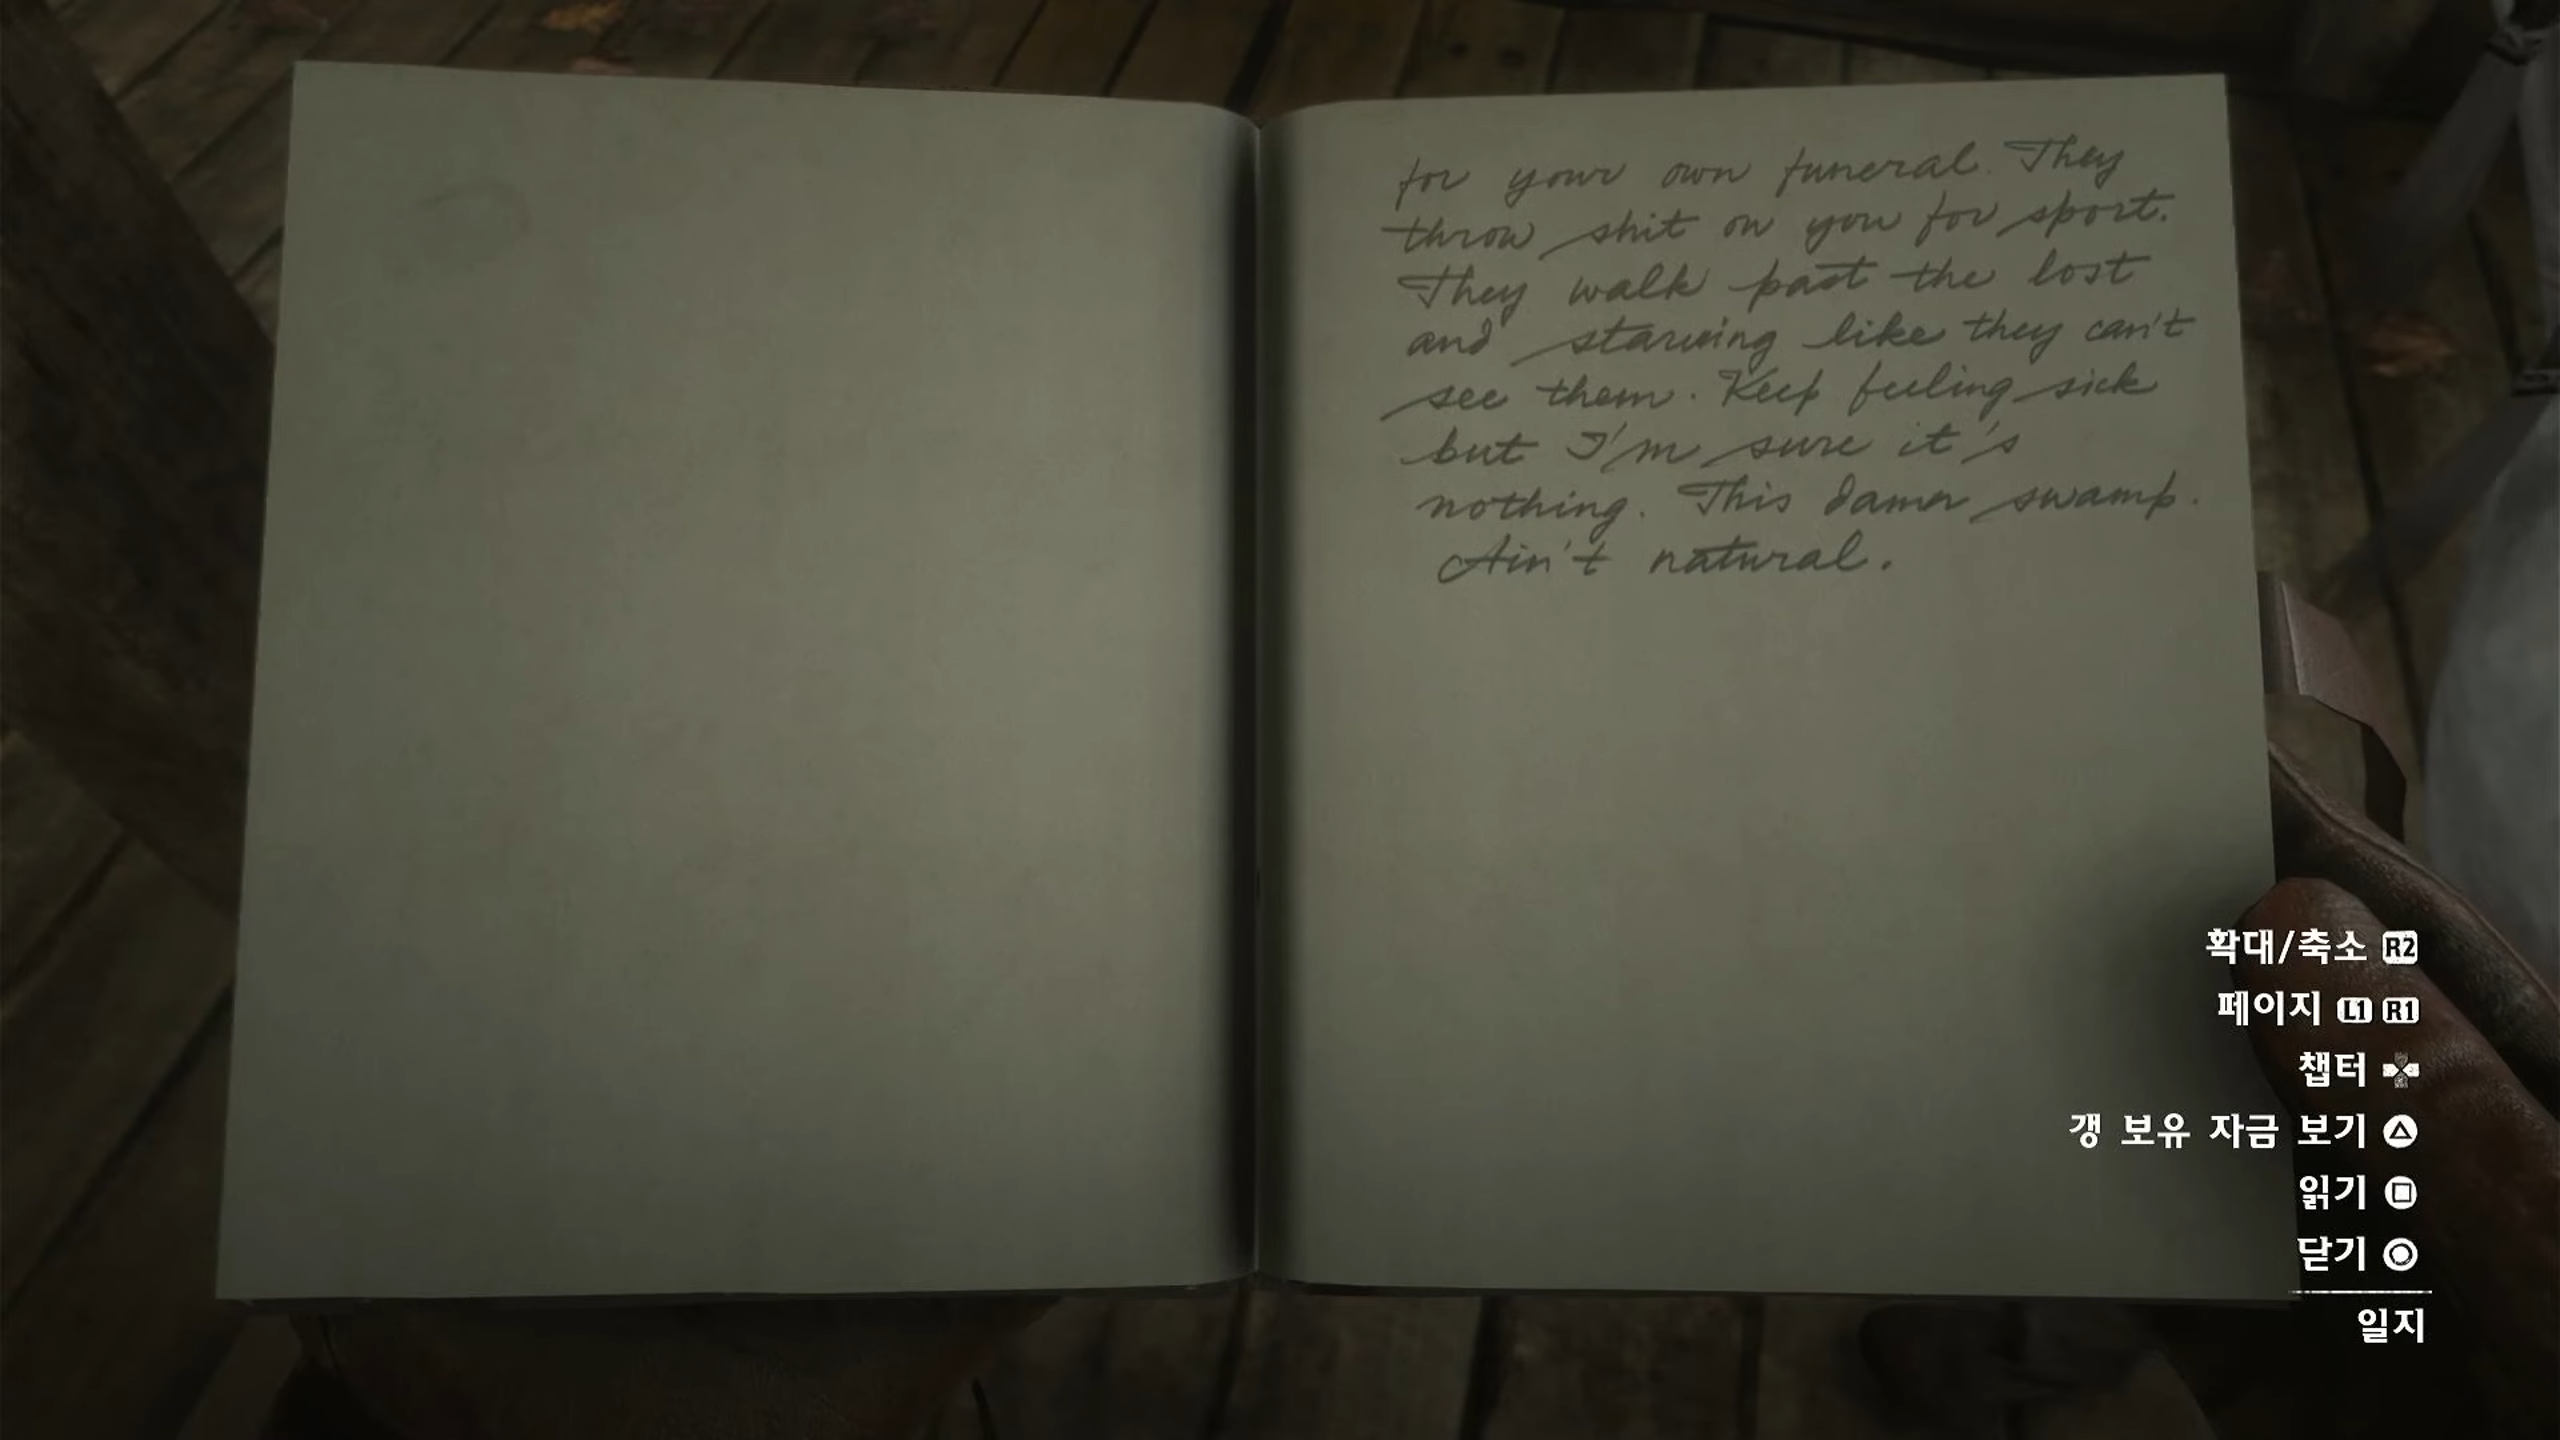 for your own funeral. They
throw shit on you for sport.
They walk past the lost
and starving like they can't
see them. Keep feeling sick
but I'm sure it's
nothing. This damn swamp.
Ain't natural.
확대/축소 R2
페이지 L1 R1
챕터
갱 보유 자금 보기
읽기
닫기
일지